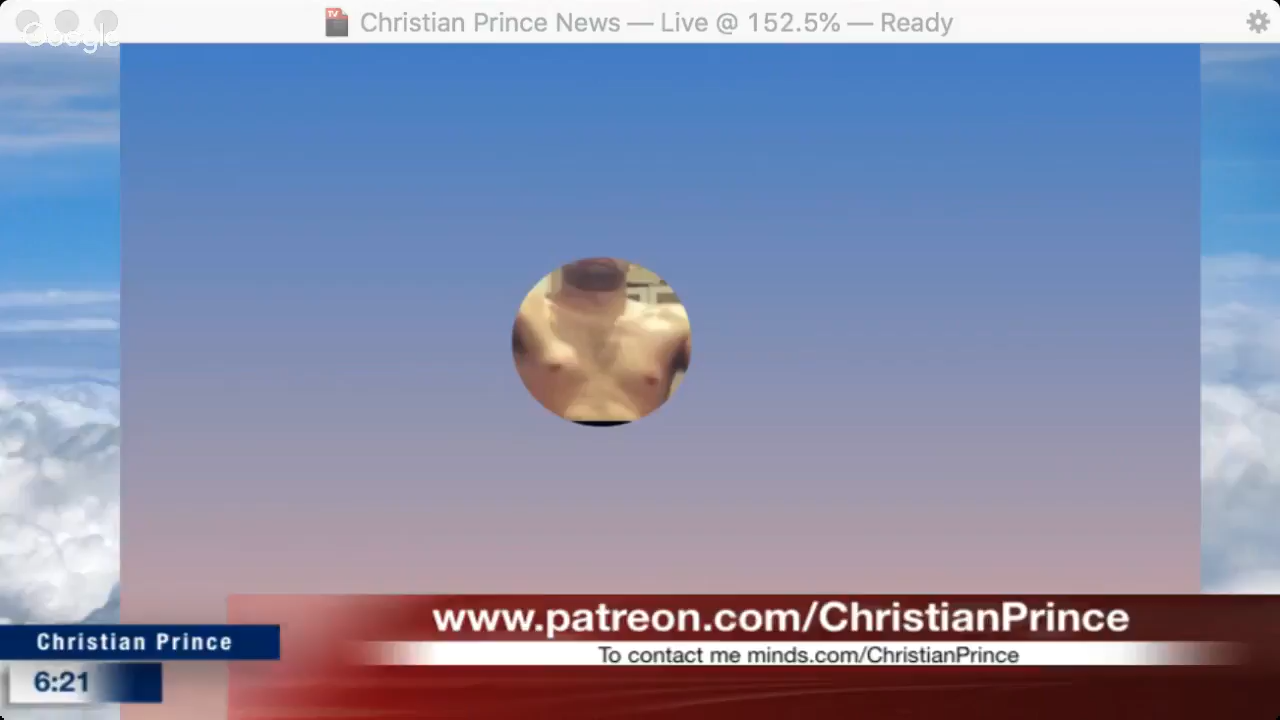 Christian Prince News — Live @ 152.5% — Ready
Google
www.patreon.com/ChristianPrince
Christian Prince
To contact me minds.com/ChristianPrince
6:21